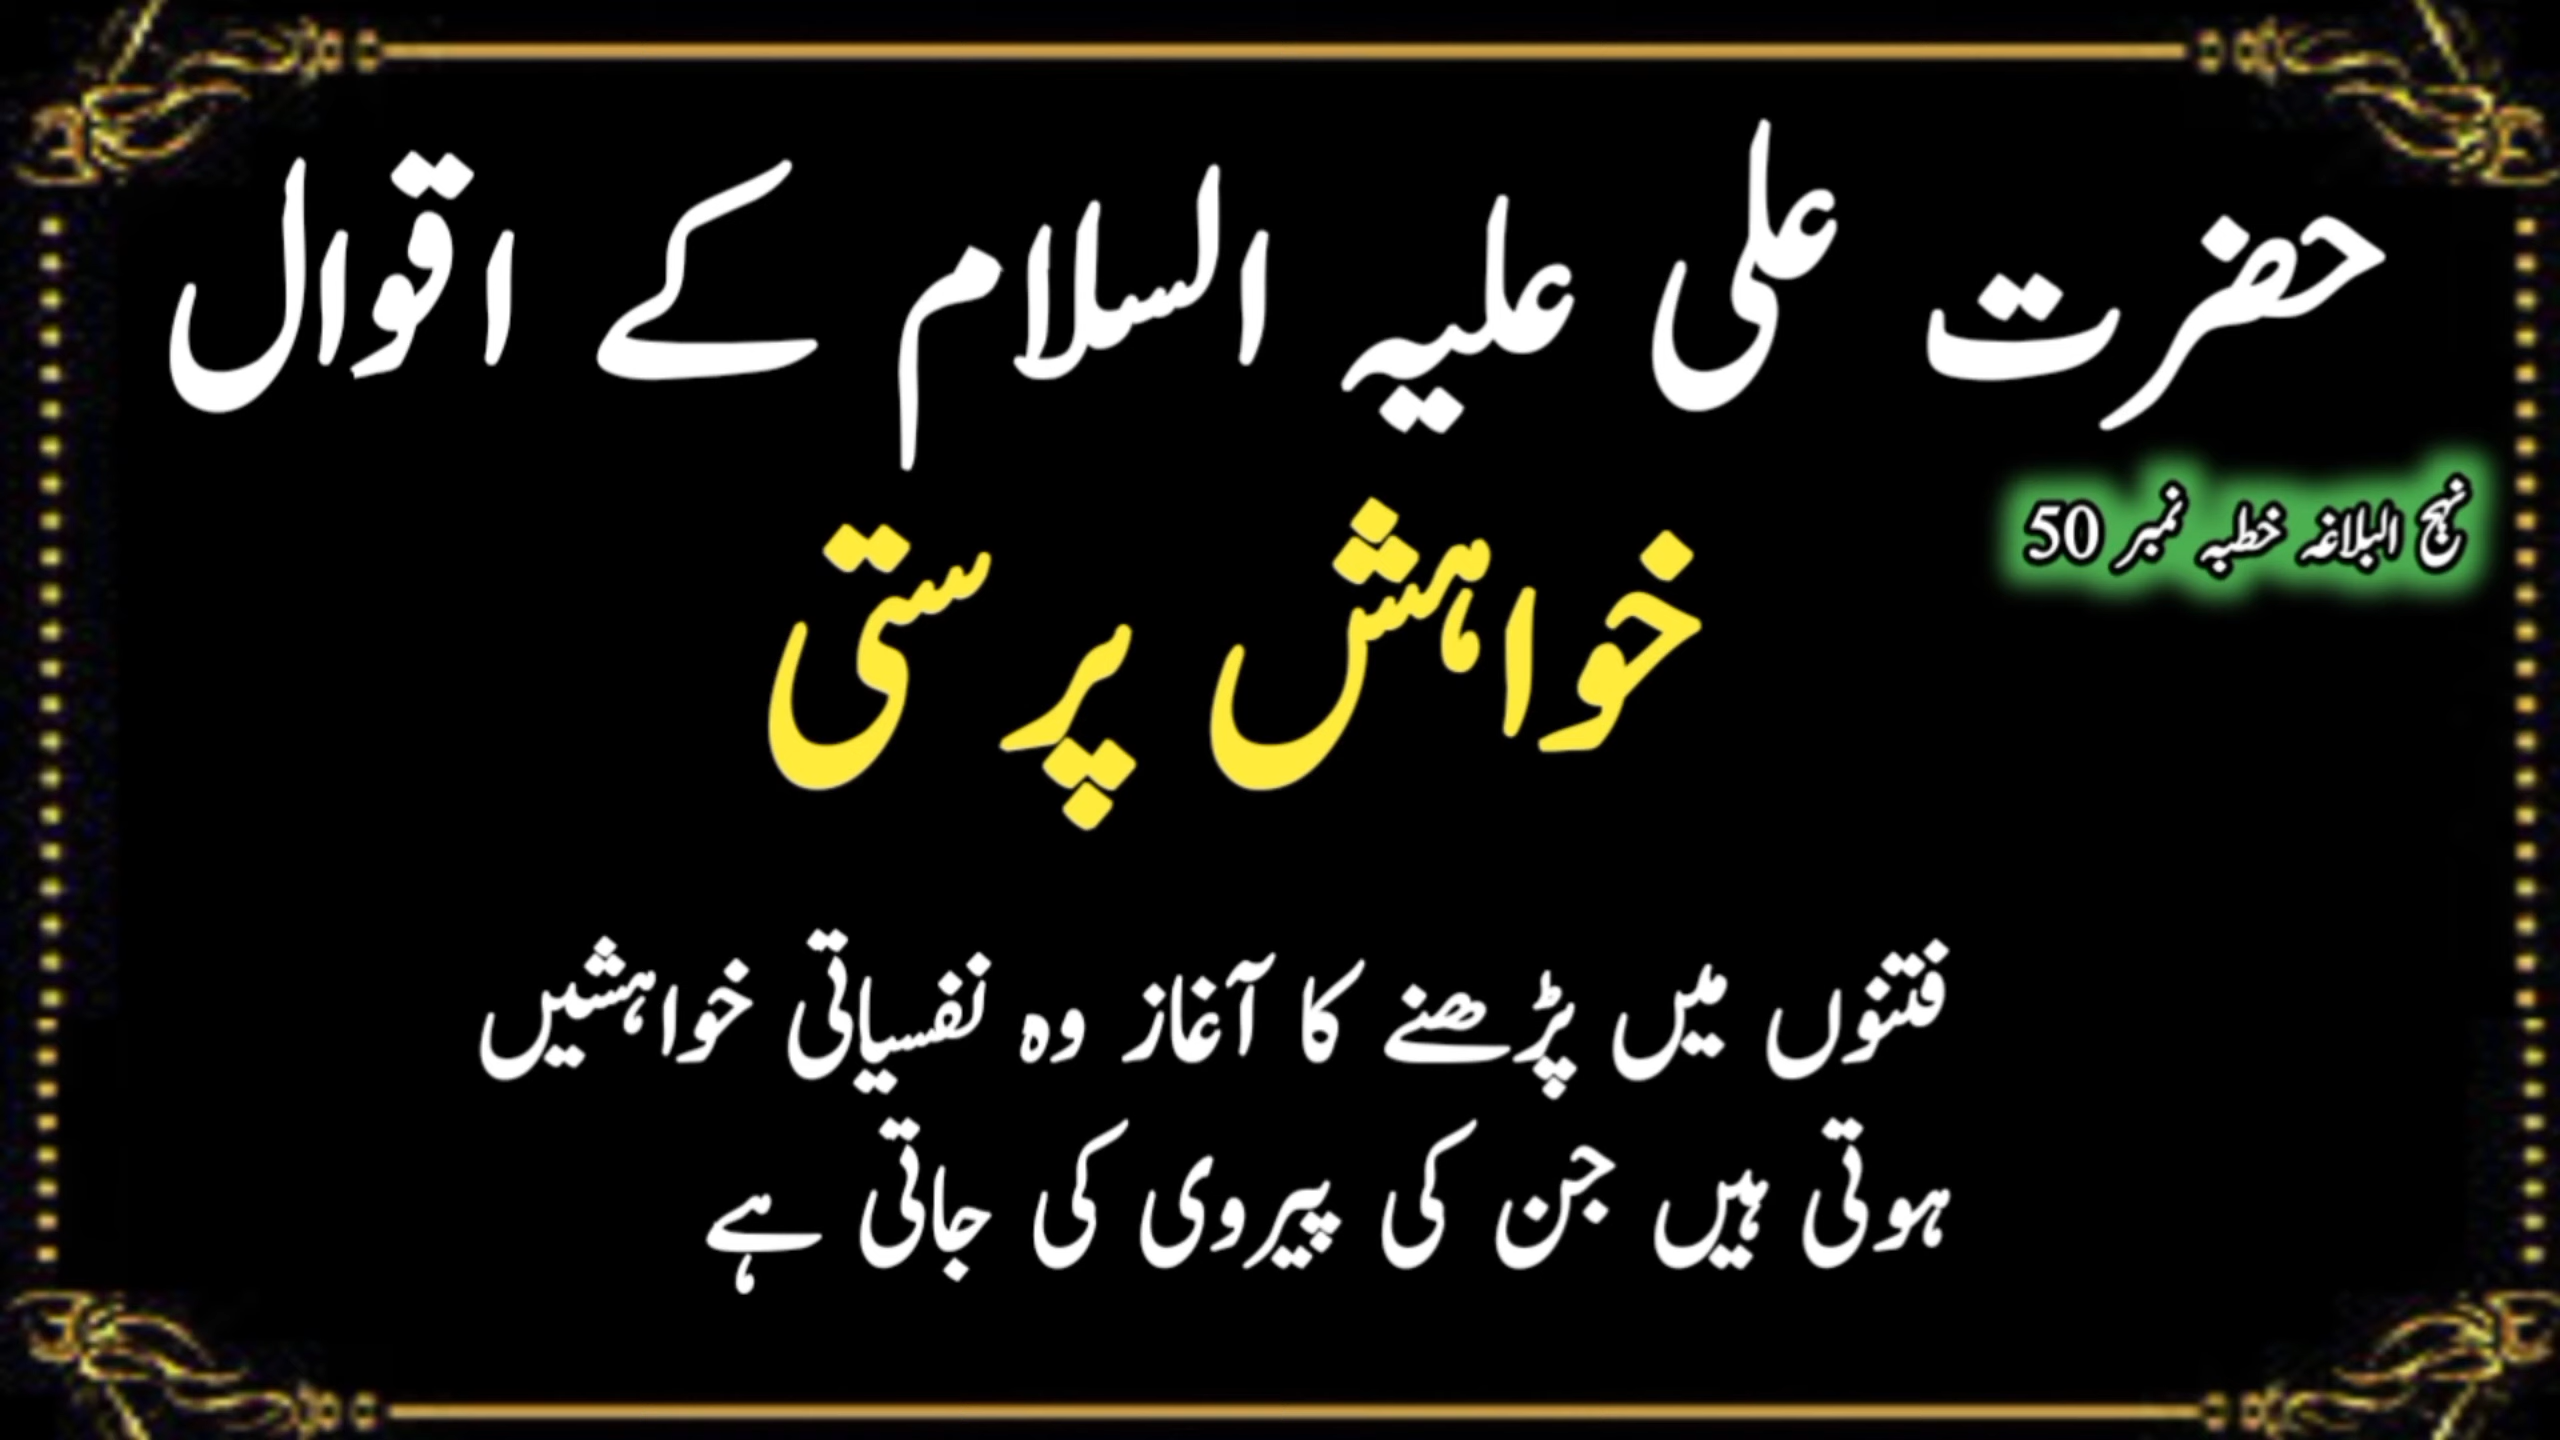 حضرت علی علیہ السلام کے اقوال
نہج البلاغہ خطبہ نمبر 50
خواہش پرستی
فتنوں میں پڑھنے کا آغاز وہ نفسیاتی خواہشیں
ہوتی ہیں جن کی پیروی کی جاتی ہے